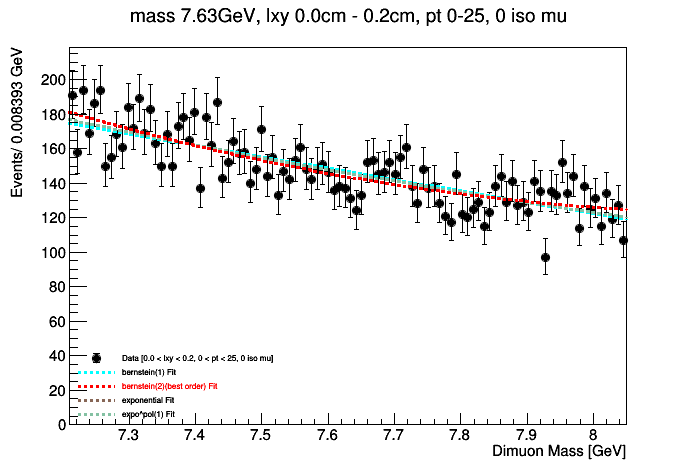 mass 7.63GeV, lxy 0.0cm - 0.2cm, pt 0-25, 0 iso mu
Events/ 0.008393 GeV
200
180
160
140
120
100
80
60
40
20
0
Data [0.0 < lxy < 0.2, 0 < pt < 25, 0 iso mu]
bernstein(1) Fit
bernstein(2)(best order) Fit
exponential Fit
expo*pol(1) Fit
7.3 7.4 7.5 7.6 7.7 7.8 7.9 8
Dimuon Mass [GeV]